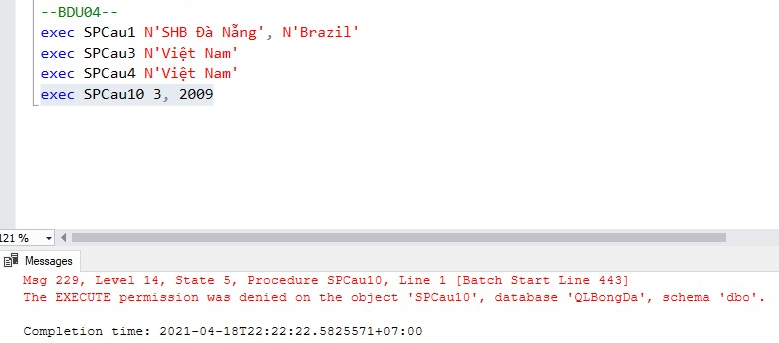 --BDU04--
exec SPCau1 N'SHB Đà Nẵng', N'Brazil'
exec SPCau3 N'Việt Nam'
exec SPCau4 N'Việt Nam'
exec SPCau10 3, 2009
121 %
Messages
Msg 229, Level 14, State 5, Procedure SPCau10, Line 1 [Batch Start Line 443]
The EXECUTE permission was denied on the object 'SPCau10', database 'QLBongDa', schema 'dbo'.
Completion time: 2021-04-18T22:22:22.5825571+07:00